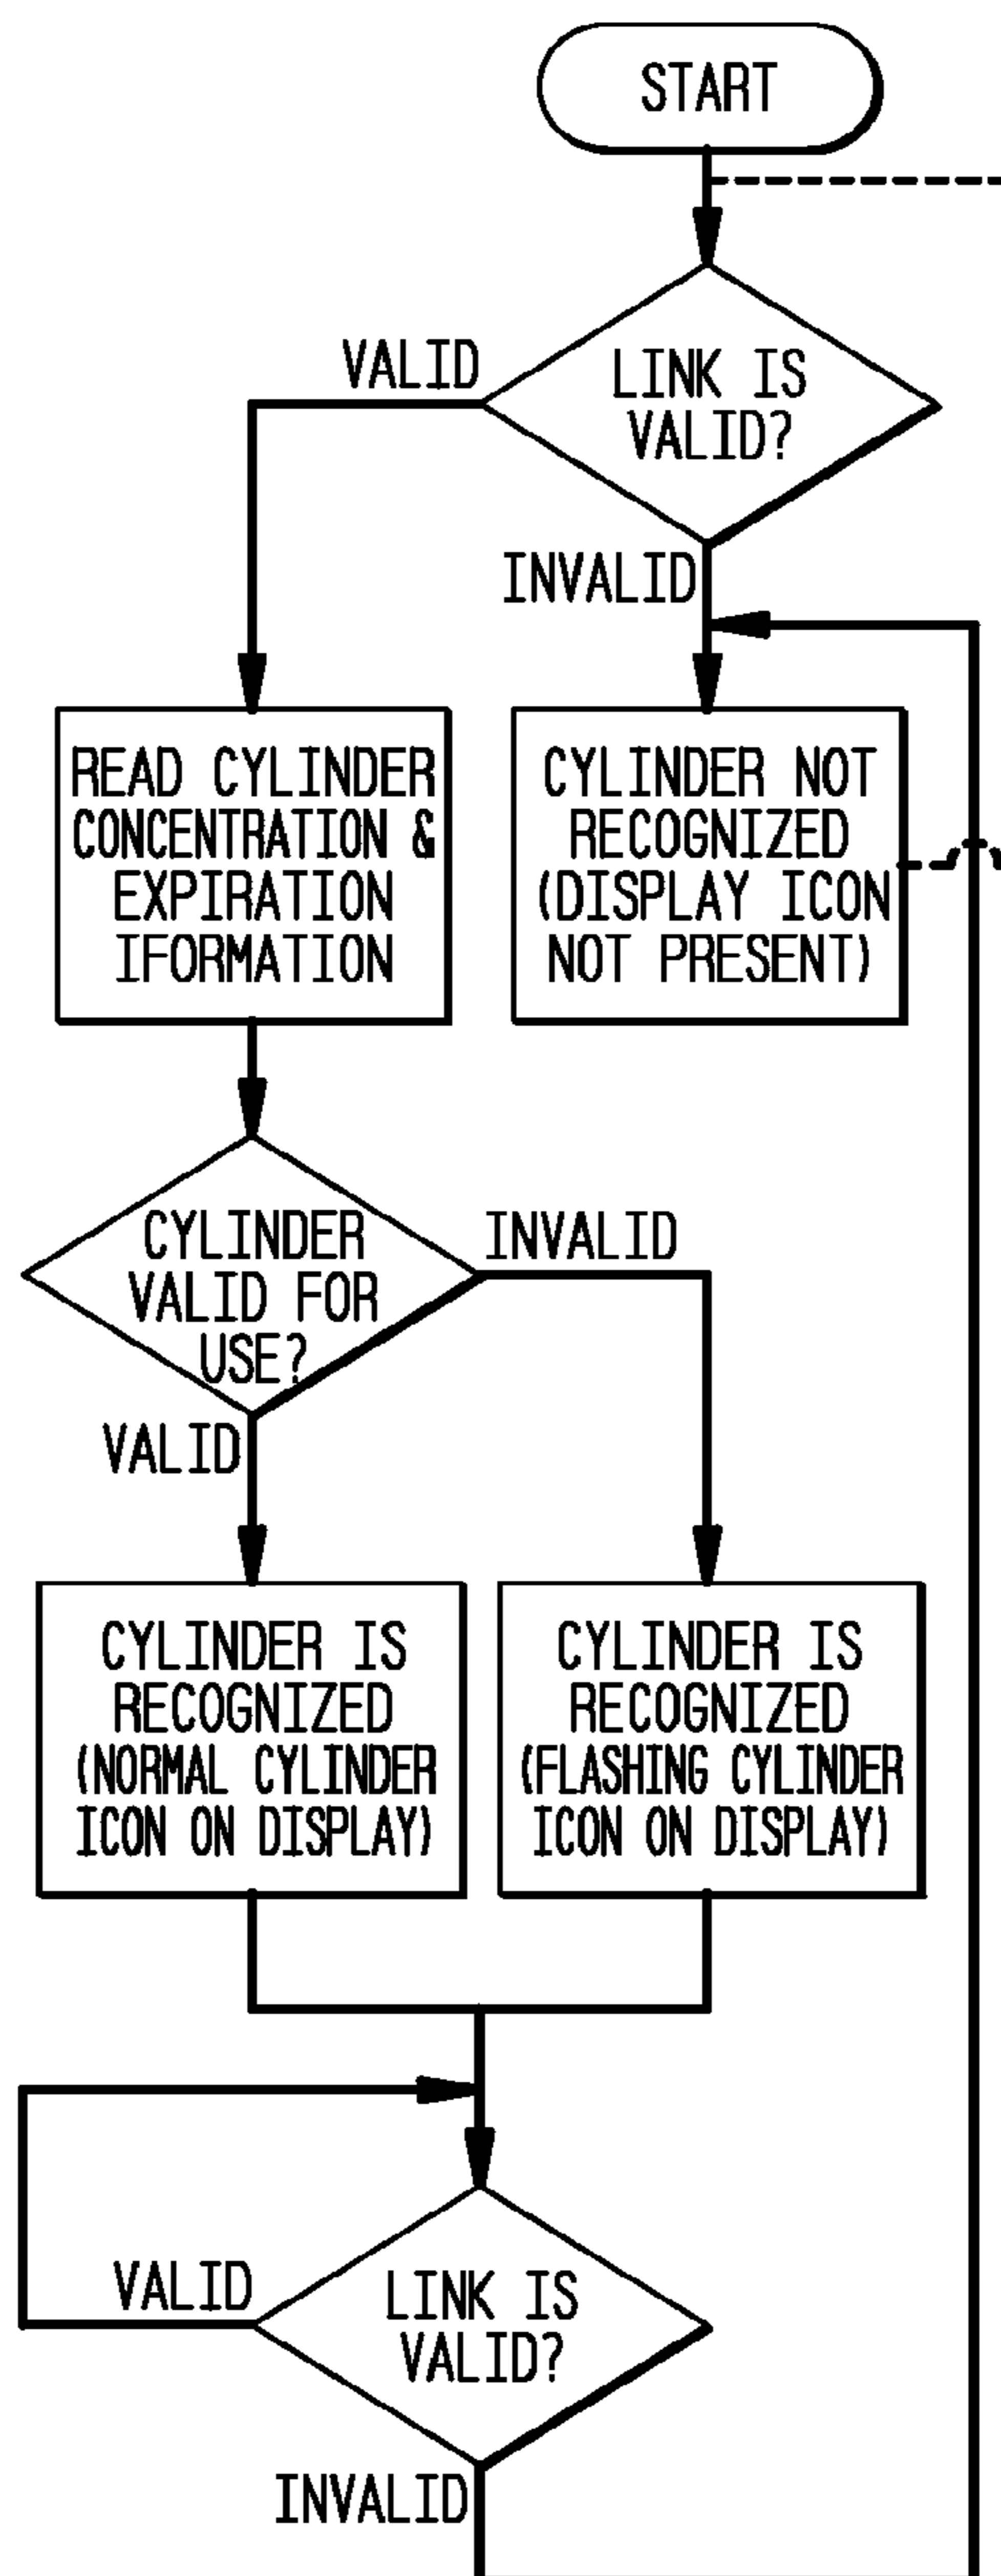 START
VALID
LINK IS
VALID?
INVALID
READ CYLINDER
CONCENTRATION &
EXPIRATION
IFORMATION
CYLINDER NOT
RECOGNIZED
(DISPLAY ICON
NOT PRESENT)
CYLINDER
VALID FOR
USE?
INVALID
VALID
CYLINDER IS
RECOGNIZED
(NORMAL CYLINDER
ICON ON DISPLAY)
CYLINDER IS
RECOGNIZED
(FLASHING CYLINDER
ICON ON DISPLAY)
VALID
LINK IS
VALID?
INVALID